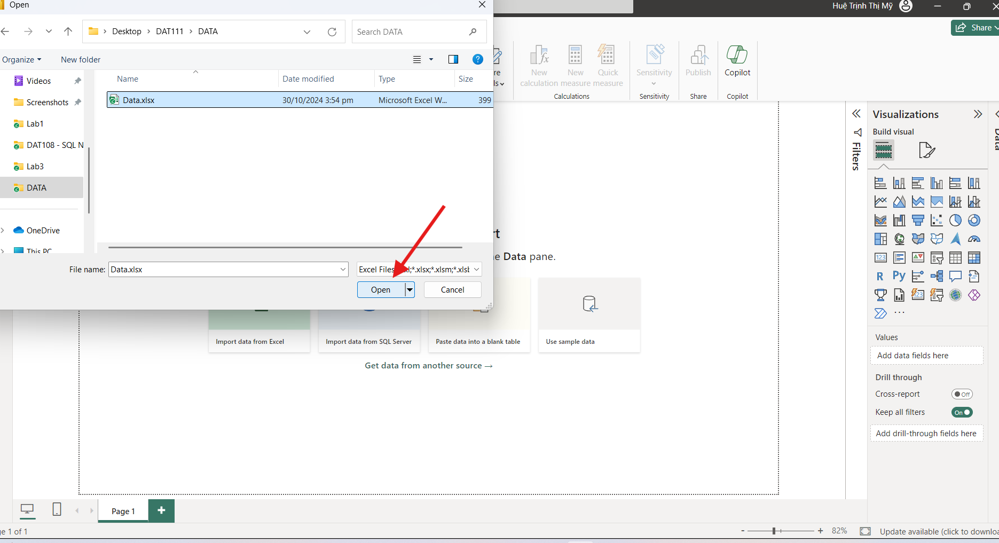 Open
Huệ Trịnh Thị Mỹ
Desktop > DAT111 > DATA
Search DATA
Share
Organize
New folder
Name
Date modified
Type
Size
Data.xlsx
30/10/2024 3:54 pm
Microsoft Excel W...
399
Videos
Screenshots
Lab1
DAT108 - SQL N
Lab3
DATA
OneDrive
This PC
File name:
Data.xlsx
Excel Files
;*.xlsx;*.xlsm;*.xlsb
Open
Cancel
New calculation
New measure
Quick measure
Calculations
Sensitivity
Sensitivity
Publish
Share
Copilot
Copilot
Data pane.
Import data from Excel
Import data from SQL Server
Paste data into a blank table
Use sample data
Get data from another source →
Filters
Visualizations
Data
Build visual
123
R
Py
123
...
Values
Add data fields here
Drill through
Cross-report
Off
Keep all filters
On
Add drill-through fields here
Page 1
+
ge 1 of 1
- + 82%
Update available (click to downloa